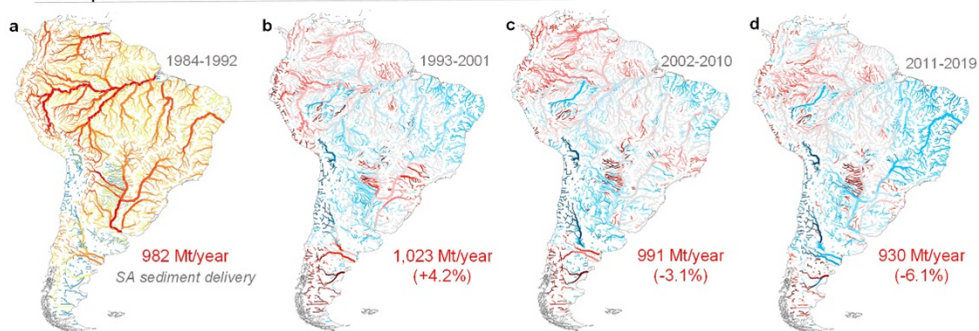 a
1984-1992
982 Mt/year
SA sediment delivery
b
1993-2001
1,023 Mt/year
(+4.2%)
c
2002-2010
991 Mt/year
(-3.1%)
d
2011-2019
930 Mt/year
(-6.1%)